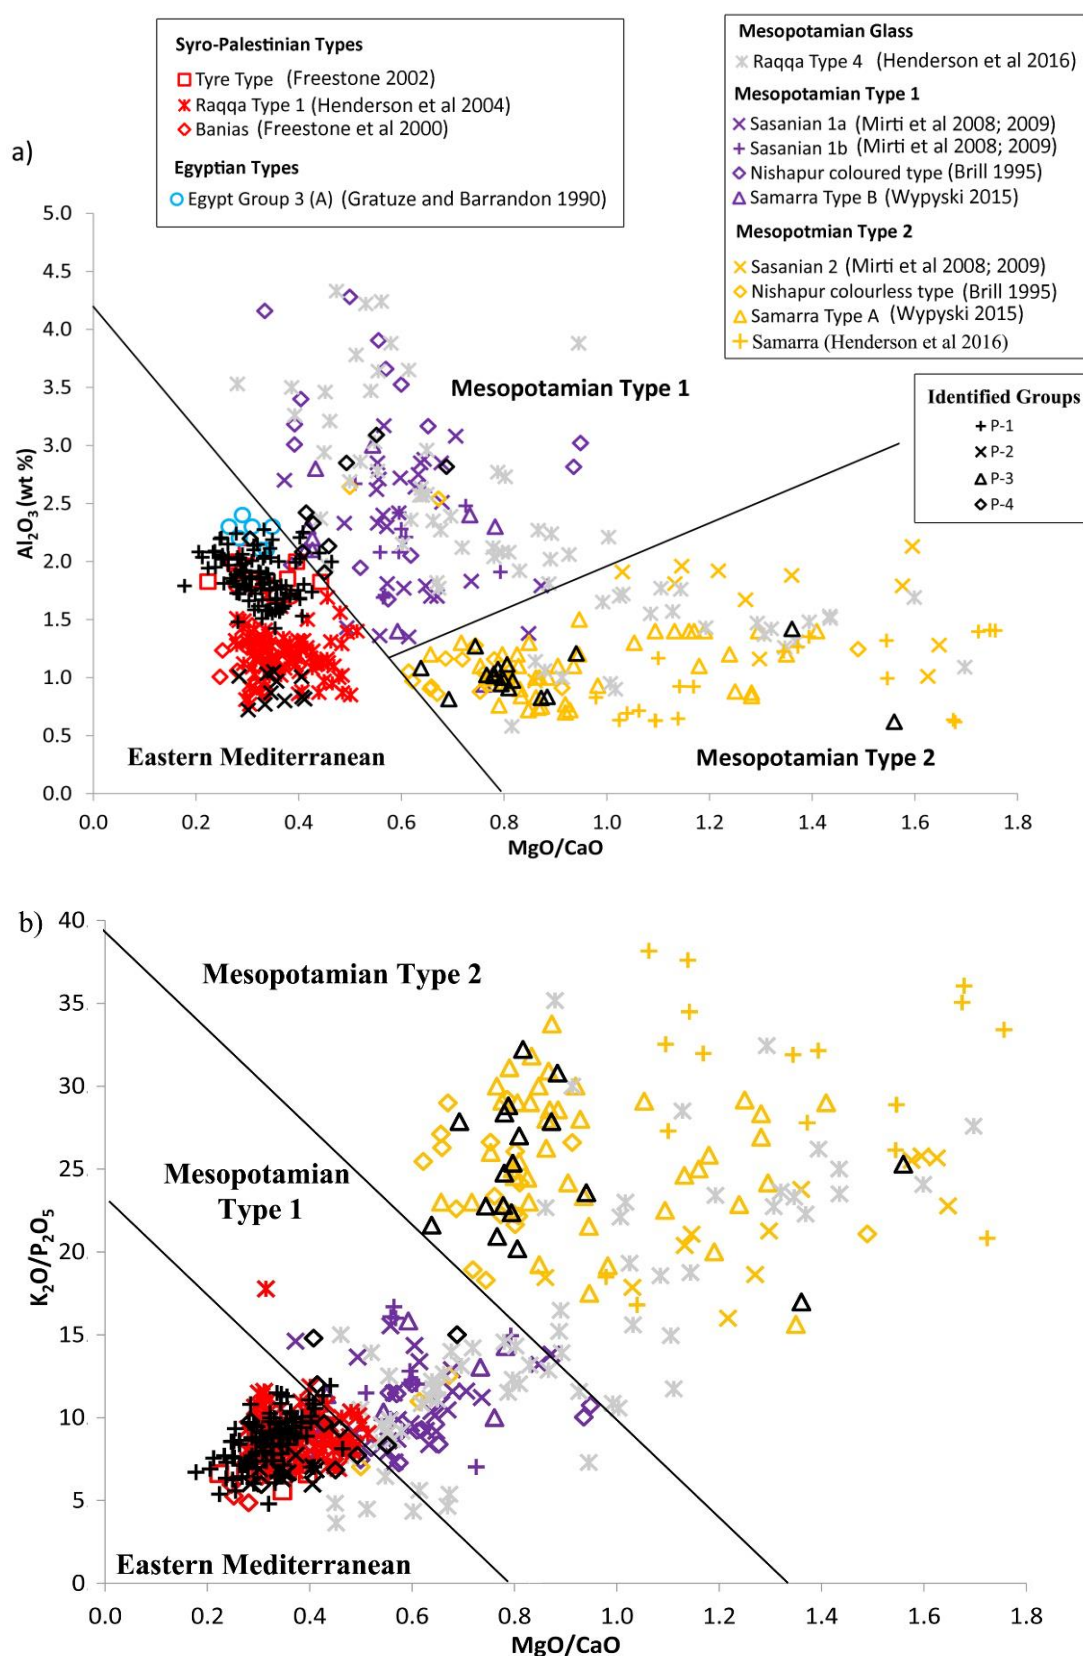 Syro-Palestinian Types
Tyre Type (Freestone 2002)
Raqqa Type 1 (Henderson et al 2004)
Banias (Freestone et al 2000)
Egyptian Types
Egypt Group 3 (A) (Gratuze and Barrandon 1990)
Mesopotamian Glass
Raqqa Type 4 (Henderson et al 2016)
Mesopotamian Type 1
Sasanian 1a (Mirti et al 2008; 2009)
Sasanian 1b (Mirti et al 2008; 2009)
Nishapur coloured type (Brill 1995)
Samarra Type B (Wypyski 2015)
Mesopotmian Type 2
Sasanian 2 (Mirti et al 2008; 2009)
Nishapur colourless type (Brill 1995)
Samarra Type A (Wypyski 2015)
Samarra (Henderson et al 2016)
Identified Groups
P-1
P-2
P-3
P-4
a)
5.0
4.5
4.0
3.5
3.0
2.5
2.0
1.5
1.0
0.5
0.0
Al₂O₃ (wt %)
Mesopotamian Type 1
Eastern Mediterranean
Mesopotamian Type 2
0.0 0.2 0.4 0.6 0.8 1.0 1.2 1.4 1.6 1.8
MgO/CaO
b)
40
35
30
25
20
15
10
5
0
K₂O/P₂O₅
Mesopotamian Type 2
Mesopotamian
Type 1
Eastern Mediterranean
0.0 0.2 0.4 0.6 0.8 1.0 1.2 1.4 1.6 1.8
MgO/CaO